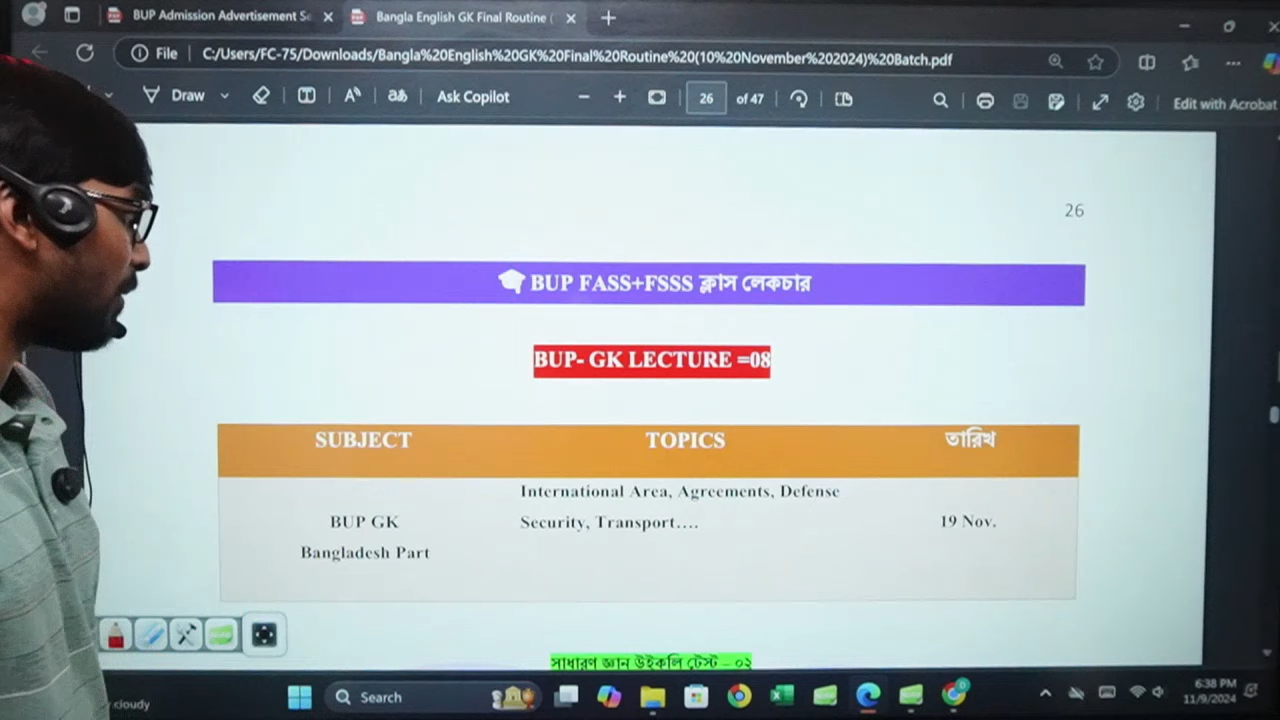 BUP Admission Advertisement Se
Bangla English GK Final Routine (
File
C:/Users/FC-75/Downloads/Bangla%20English%20GK%20Final%20Routine%20(10%20November%202024)%20Batch.pdf
Draw
Ask Copilot
26
of 47
Edit with Acrobat
26
BUP FASS+FSSS ক্লাস লেকচার
BUP- GK LECTURE =08
SUBJECT
TOPICS
তারিখ
BUP GK
Bangladesh Part
International Area, Agreements, Defense
Security, Transport….
19 Nov.
সাধারণ জ্ঞান উইকলি টেস্ট – ০২
cloudy
Search
6:38 PM
11/9/2024